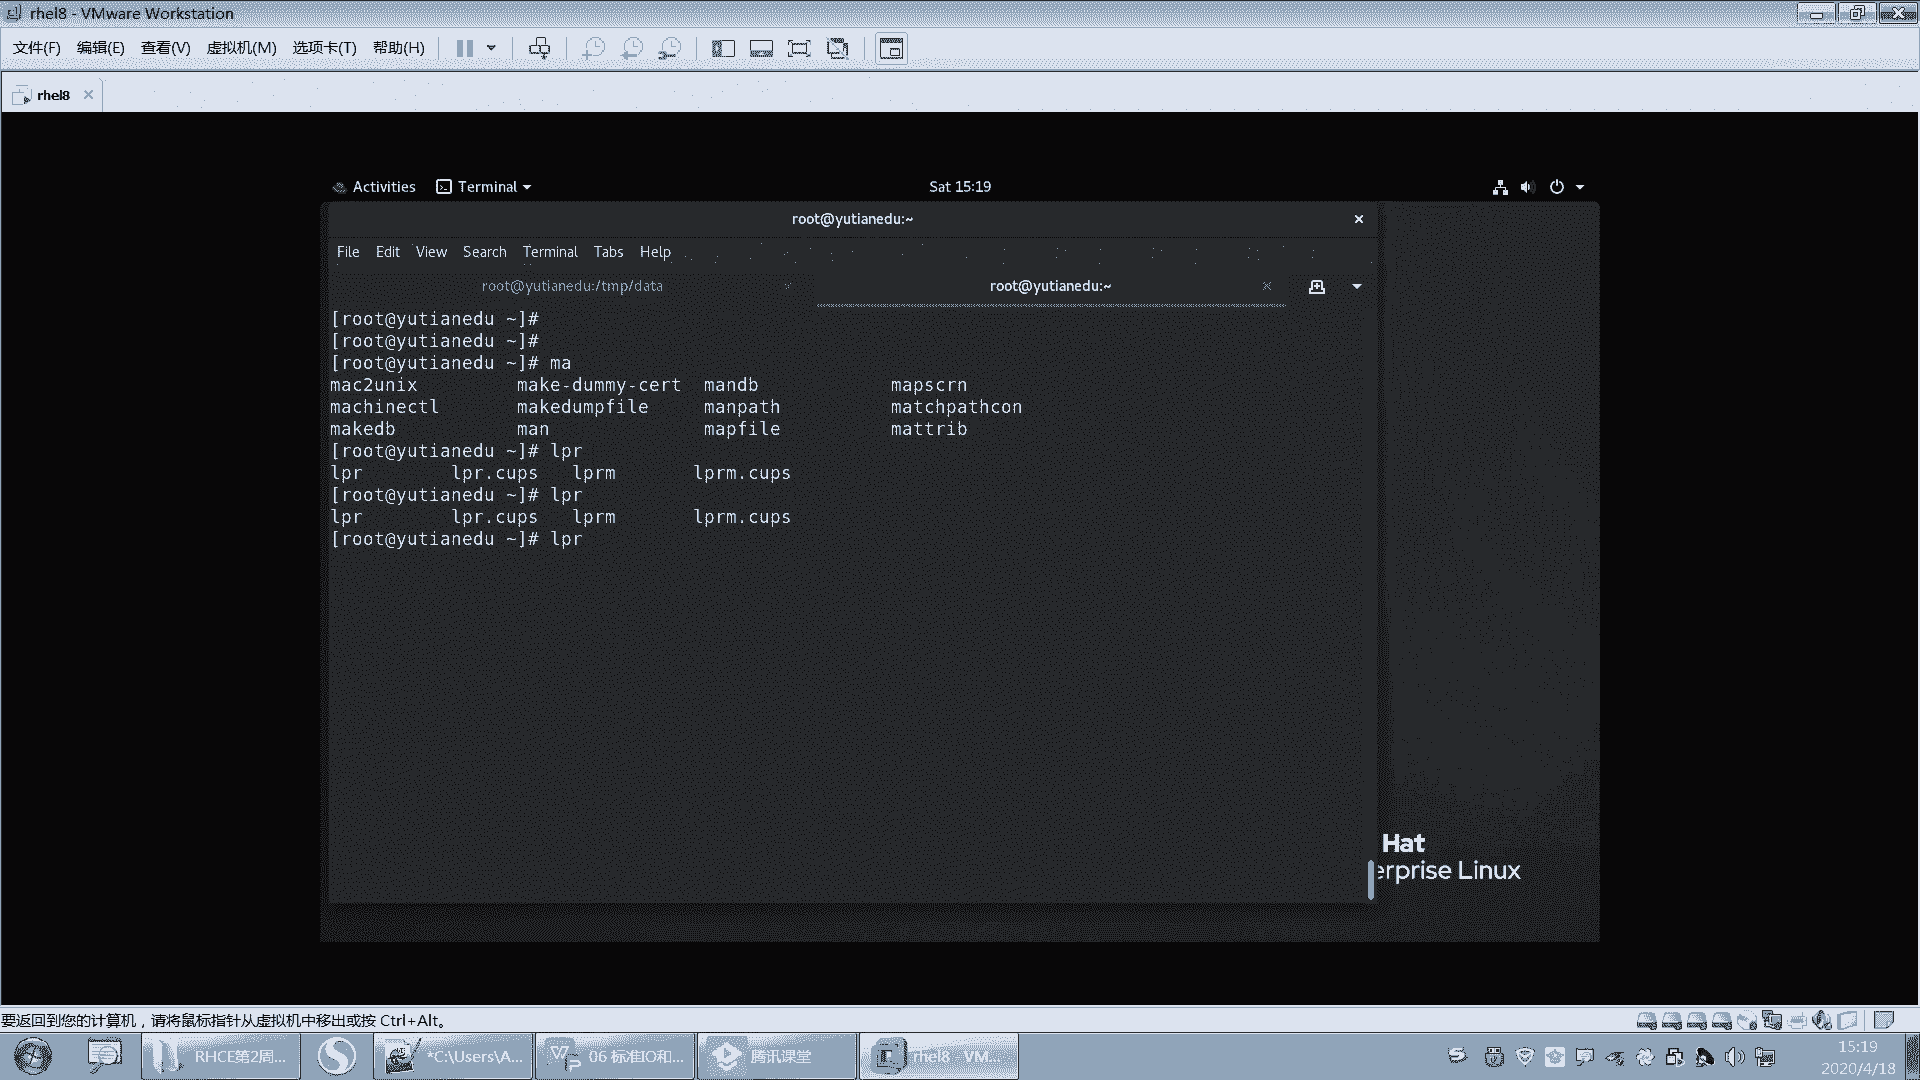 rhel8 - VMware Workstation
文件(F) 编辑(E) 查看(V) 虚拟机(M) 选项卡(T) 帮助(H)
rhel8
Activities Terminal Sat 15:19
root@yutianedu:~
File Edit View Search Terminal Tabs Help
root@yutianedu:/tmp/data root@yutianedu:~
[root@yutianedu ~]#
[root@yutianedu ~]#
[root@yutianedu ~]# ma
mac2unix make-dummy-cert mandb mapscrn
machinectl makedumpfile manpath matchpathcon
makedb man mapfile mattrib
[root@yutianedu ~]# lpr
lpr lpr.cups lprm lprm.cups
[root@yutianedu ~]# lpr
lpr lpr.cups lprm lprm.cups
[root@yutianedu ~]# lpr
Hat
erprise Linux
要返回到您的计算机，请将鼠标指针从虚拟机中移出或按 Ctrl+Alt。
RHCE第2周... *C:\Users\A... 06 标准IO和... 腾讯课堂 rhel8 - VM...
15:19
2020/4/18